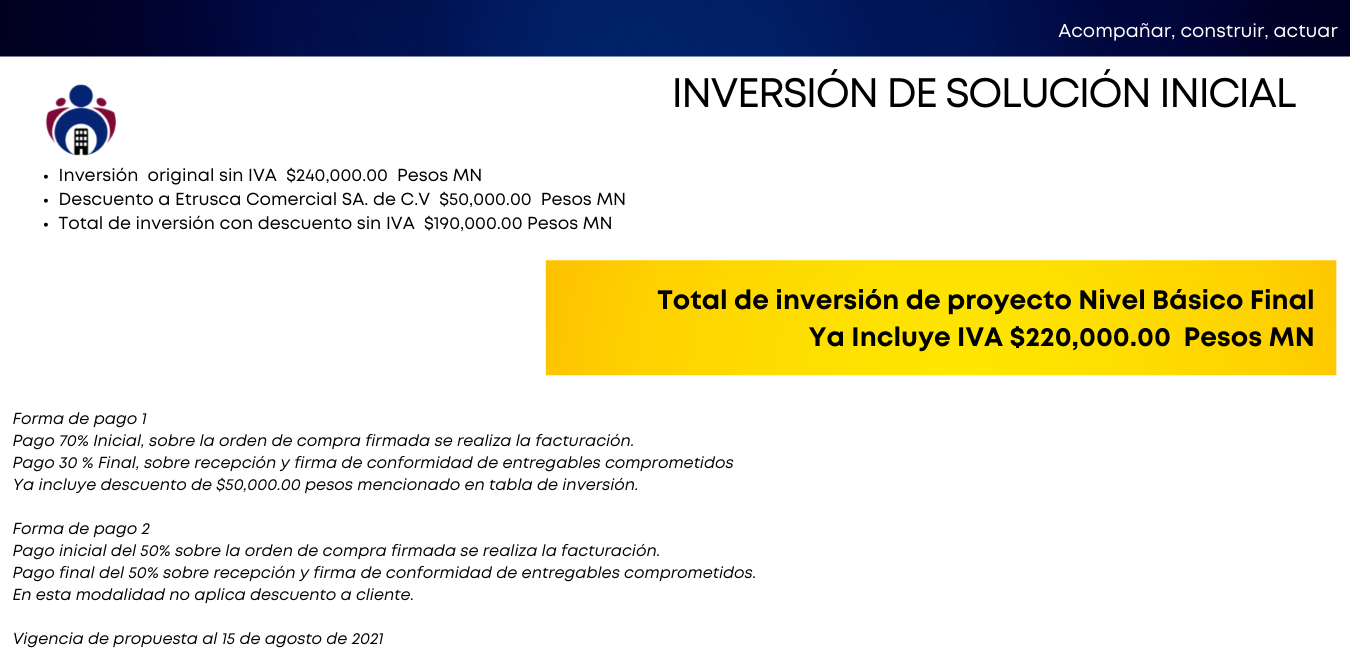 Acompañar, construir, actuar
INVERSIÓN DE SOLUCIÓN INICIAL
• Inversión original sin IVA $240,000.00 Pesos MN
• Descuento a Etrusca Comercial SA. de C.V $50,000.00 Pesos MN
• Total de inversión con descuento sin IVA $190,000.00 Pesos MN
Total de inversión de proyecto Nivel Básico Final
Ya Incluye IVA $220,000.00 Pesos MN
Forma de pago 1
Pago 70% Inicial, sobre la orden de compra firmada se realiza la facturación.
Pago 30 % Final, sobre recepción y firma de conformidad de entregables comprometidos
Ya incluye descuento de $50,000.00 pesos mencionado en tabla de inversión.
Forma de pago 2
Pago inicial del 50% sobre la orden de compra firmada se realiza la facturación.
Pago final del 50% sobre recepción y firma de conformidad de entregables comprometidos.
En esta modalidad no aplica descuento a cliente.
Vigencia de propuesta al 15 de agosto de 2021